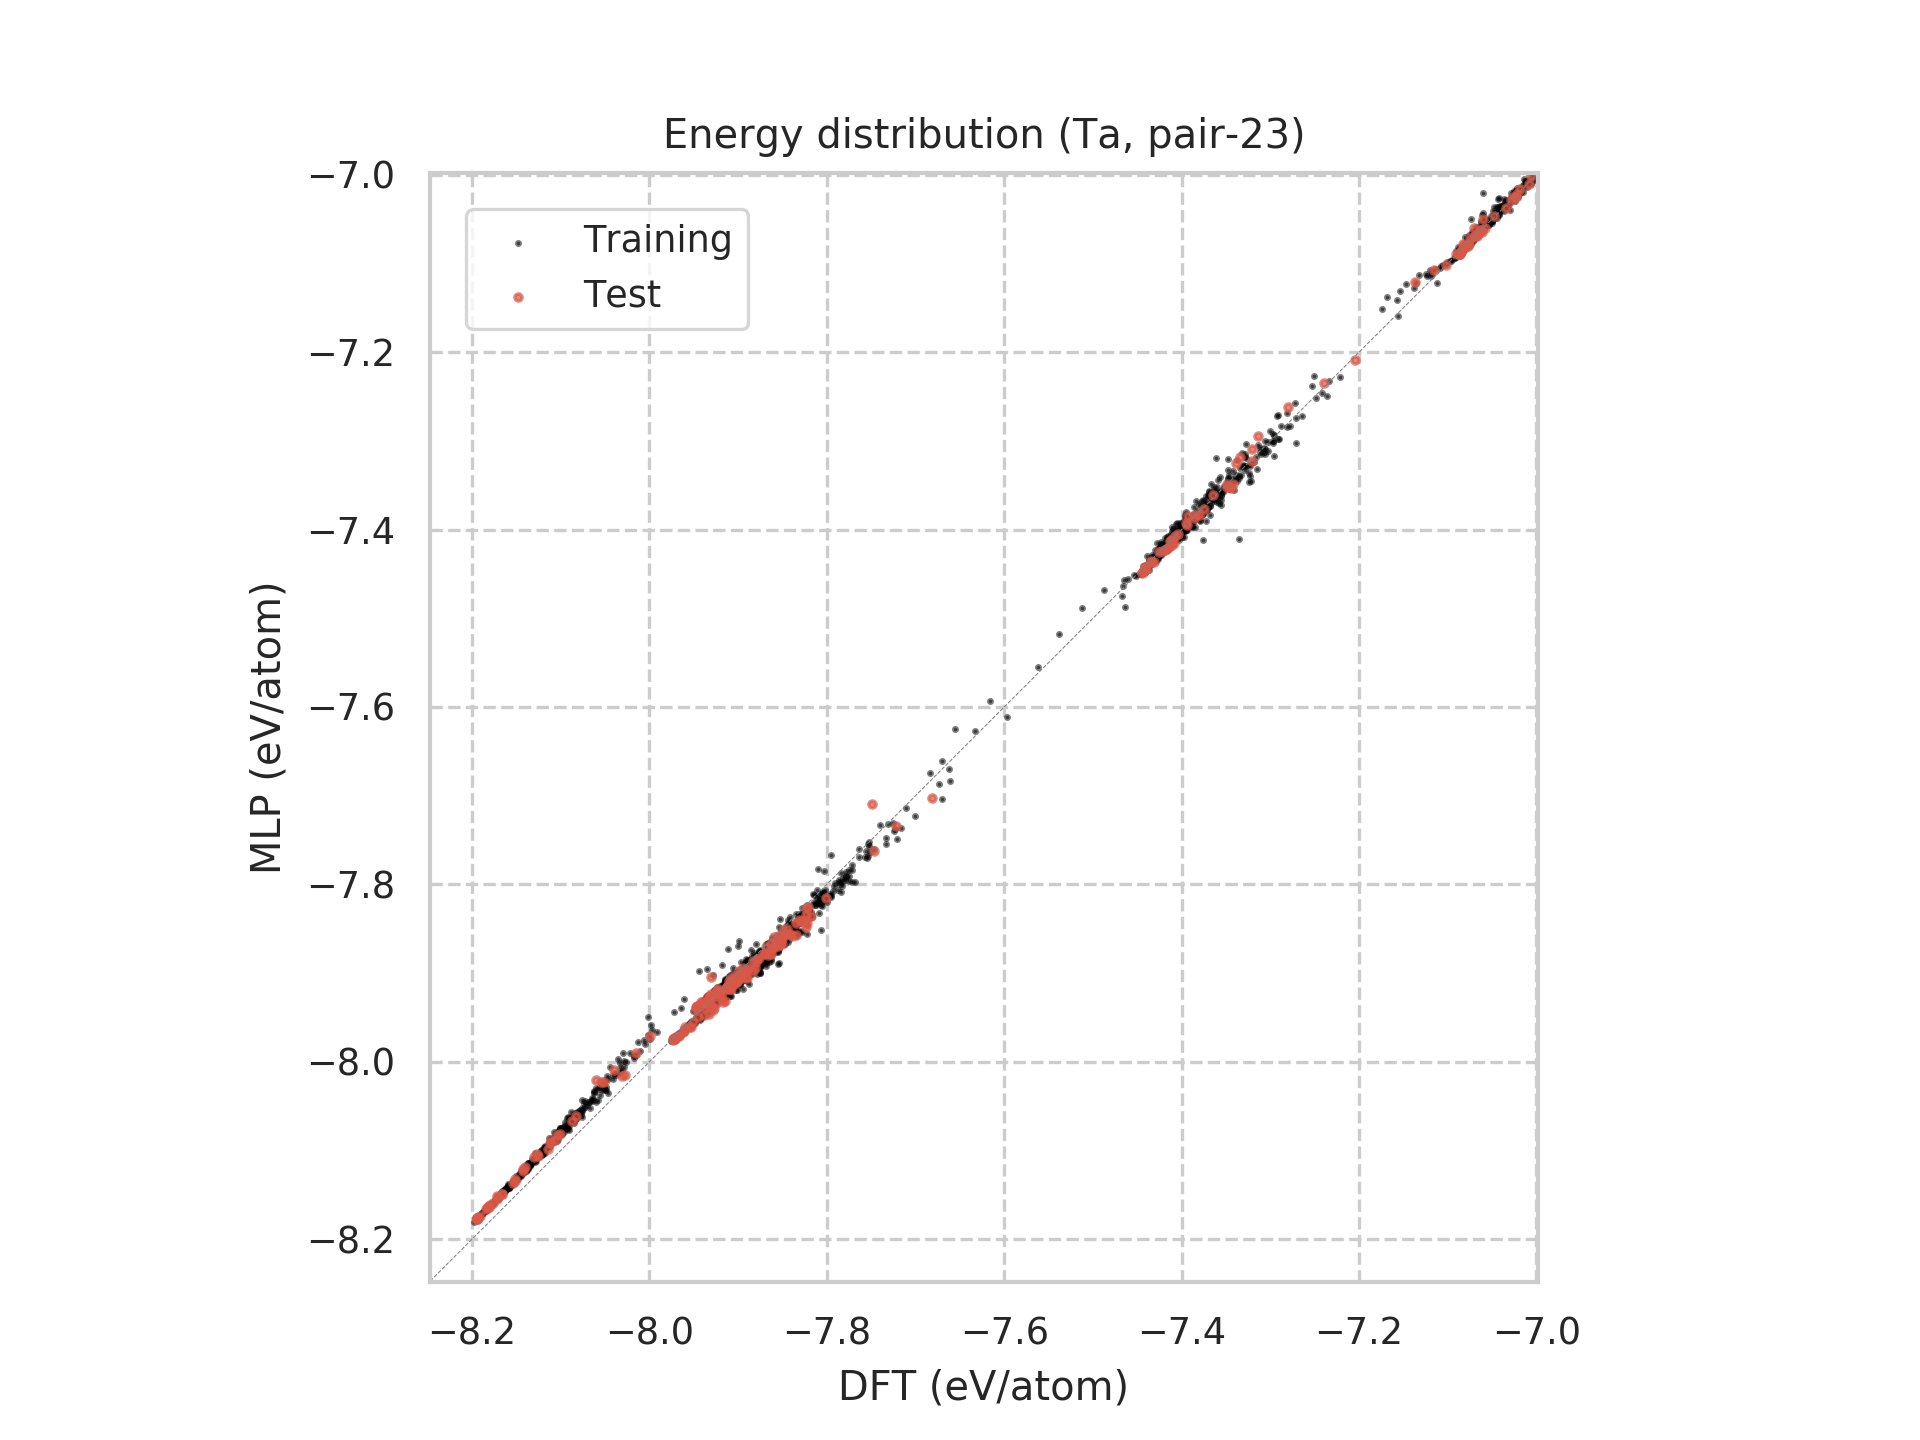 Energy distribution (Ta, pair-23)
Training
Test
MLP (eV/atom)
−7.0
−7.2
−7.4
−7.6
−7.8
−8.0
−8.2
−8.2 −8.0 −7.8 −7.6 −7.4 −7.2 −7.0
DFT (eV/atom)